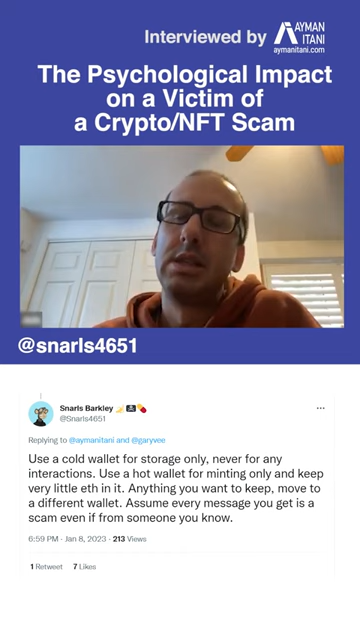 Interviewed by AYMAN
ITANI
aymanitani.com
The Psychological Impact
on a Victim of
a Crypto/NFT Scam
@snarls4651
Snarls Barkley
@Snarls4651
Replying to @aymanitani and @garyvee
Use a cold wallet for storage only, never for any
interactions. Use a hot wallet for minting only and keep
very little eth in it. Anything you want to keep, move to
a different wallet. Assume every message you get is a
scam even if from someone you know.
6:59 PM · Jan 8, 2023 · 213 Views
1 Retweet 7 Likes